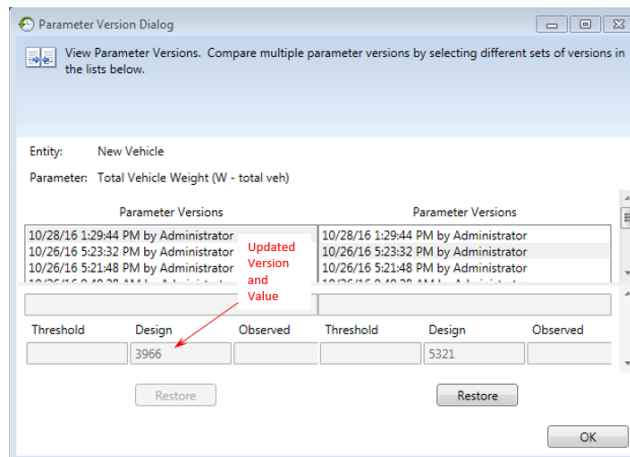 Parameter Version Dialog
View Parameter Versions. Compare multiple parameter versions by selecting different sets of versions in
the lists below.
Entity: New Vehicle
Parameter: Total Vehicle Weight (W - total veh)
Parameter Versions Parameter Versions
10/28/16 1:29:44 PM by Administrator 10/28/16 1:29:44 PM by Administrator
10/26/16 5:23:32 PM by Administrator 10/26/16 5:23:32 PM by Administrator
10/26/16 5:21:48 PM by Administrator 10/26/16 5:21:48 PM by Administrator
Updated
Version
and
Value
Threshold Design Observed Threshold Design Observed
3966 5321
Restore Restore
OK